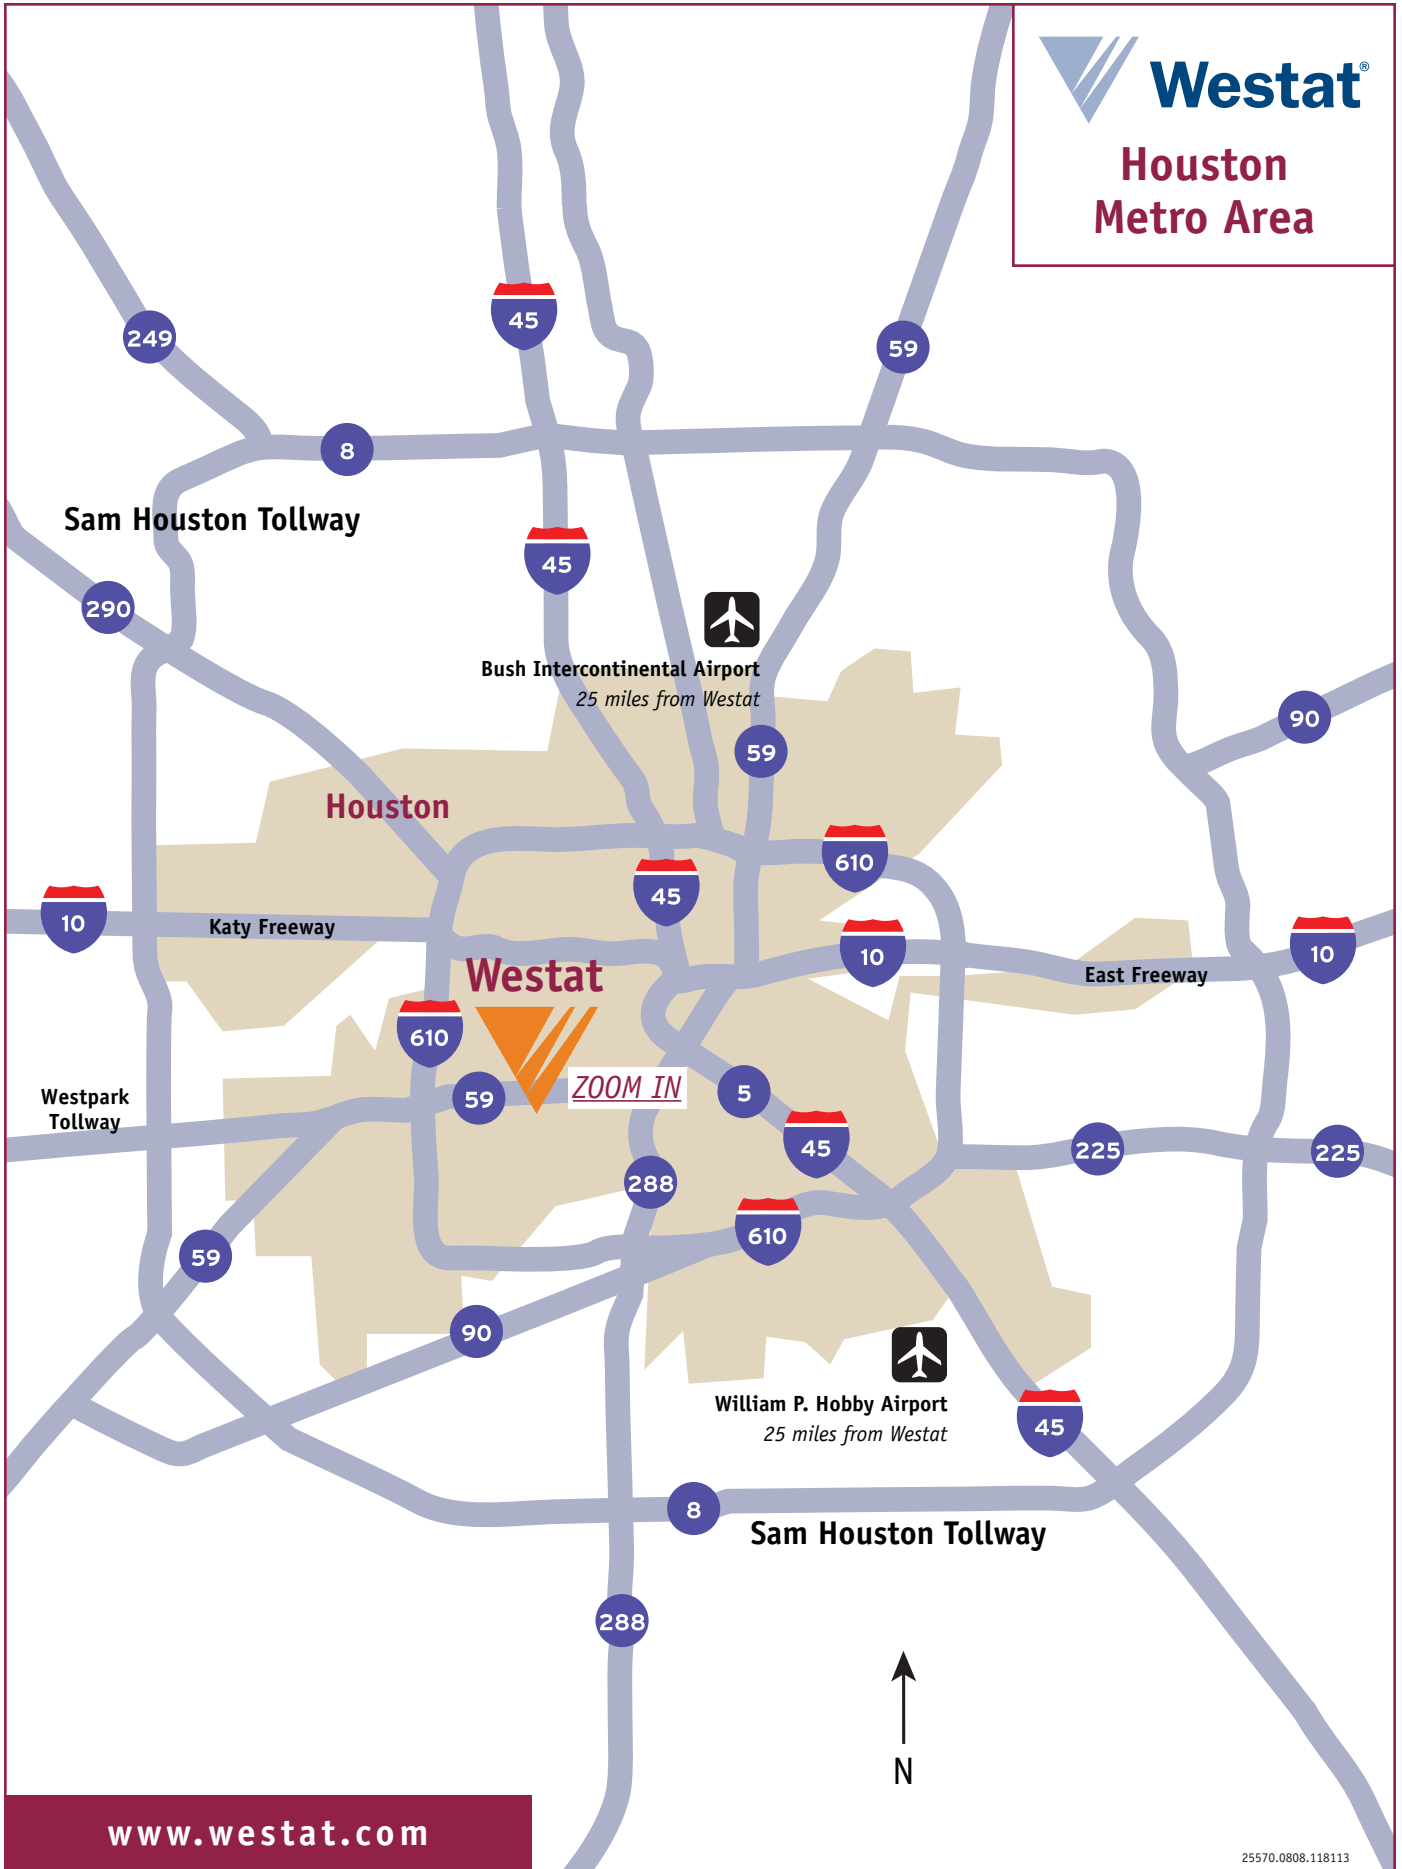 Westat®
Houston
Metro Area
45
249
59
8
Sam Houston Tollway
45
290
Bush Intercontinental Airport
25 miles from Westat
90
59
Houston
610
45
10
Katy Freeway
10
10
Westat
East Freeway
610
ZOOM IN
59
5
Westpark
Tollway
45
225
225
288
610
59
90
William P. Hobby Airport
25 miles from Westat
45
8
Sam Houston Tollway
288
N
www.westat.com
25570.0808.118113